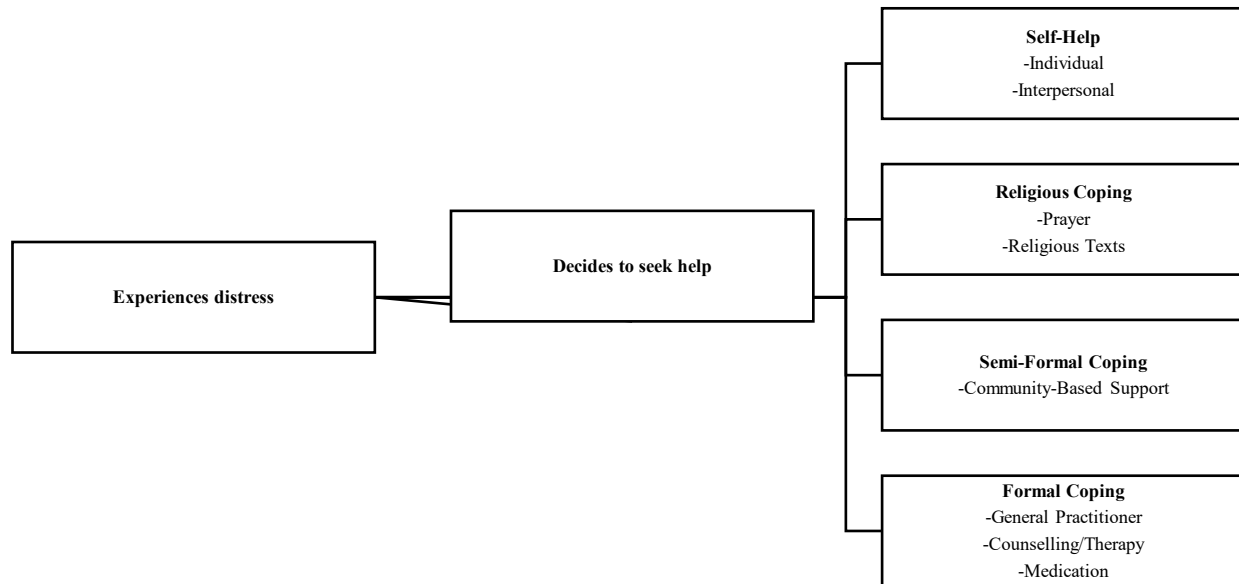 Experiences distress
Decides to seek help
Self-Help
-Individual
-Interpersonal
Religious Coping
-Prayer
-Religious Texts
Semi-Formal Coping
-Community-Based Support
Formal Coping
-General Practitioner
-Counselling/Therapy
-Medication